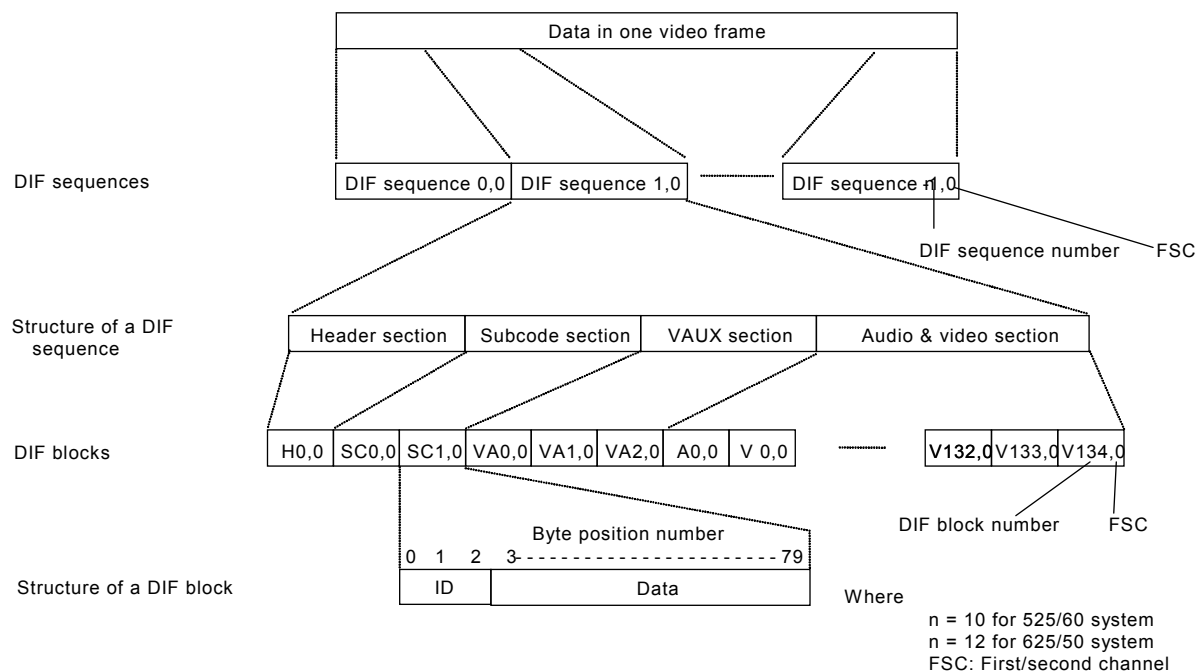 Data in one video frame
DIF sequences
DIF sequence 0,0
DIF sequence 1,0
DIF sequence n-1,0
DIF sequence number
FSC
Structure of a DIF
sequence
Header section
Subcode section
VAUX section
Audio & video section
DIF blocks
H0,0
SC0,0
SC1,0
VA0,0
VA1,0
VA2,0
A0,0
V 0,0
V132,0
V133,0
V134,0
DIF block number
FSC
Byte position number
0 1 2 3 - - - - - - - - - - - - - - - - - - - - - - - - 79
Structure of a DIF block
ID
Data
Where
n = 10 for 525/60 system
n = 12 for 625/50 system
FSC: First/second channel